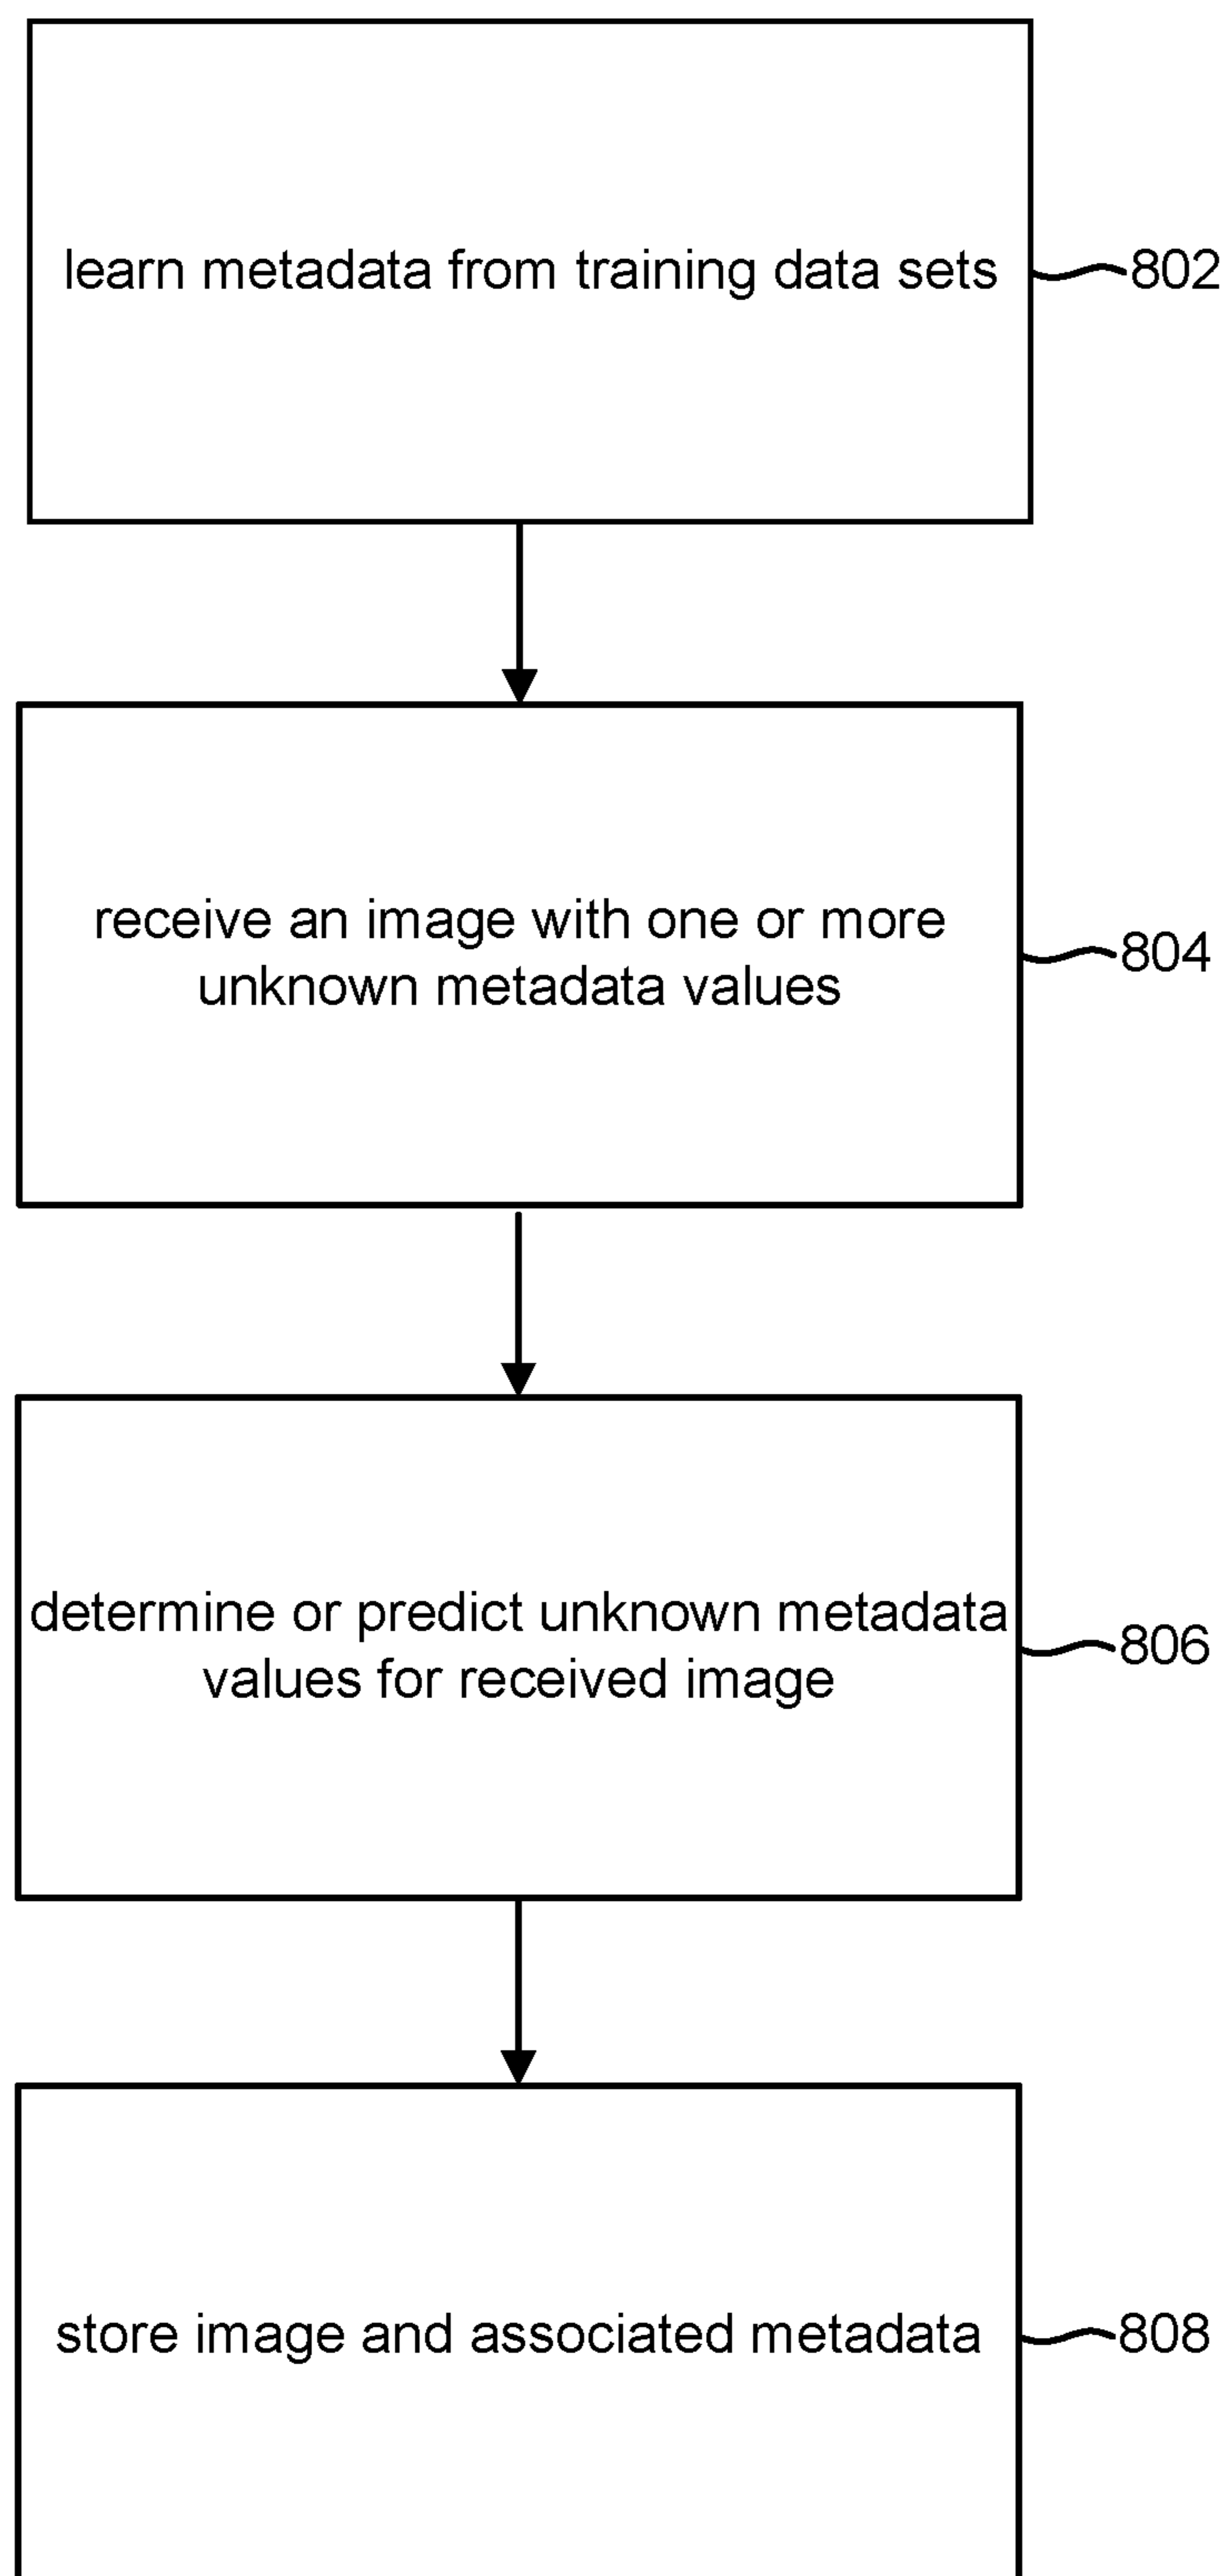 learn metadata from training data sets
802
receive an image with one or more
unknown metadata values
804
determine or predict unknown metadata
values for received image
806
store image and associated metadata
808